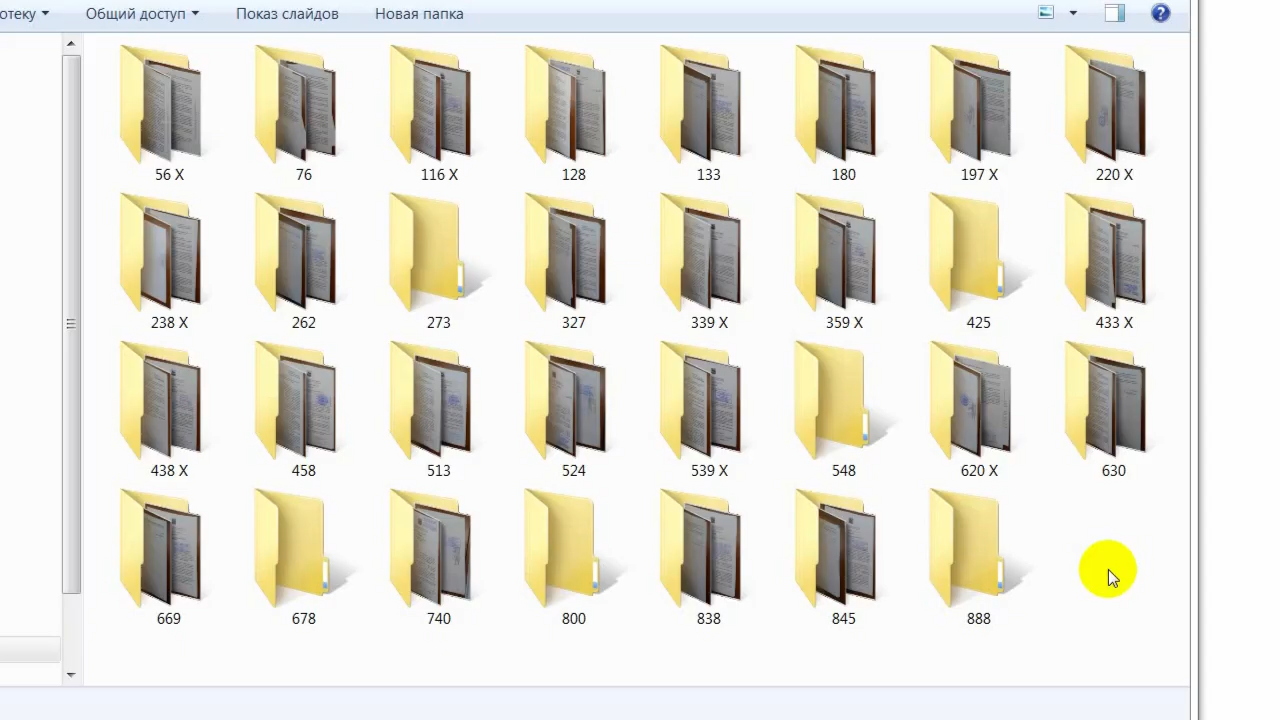 отеку Общий доступ Показ слайдов Новая папка
56 X 76 116 X 128 133 180 197 X 220 X
238 X 262 273 327 339 X 359 X 425 433 X
438 X 458 513 524 539 X 548 620 X 630
669 678 740 800 838 845 888